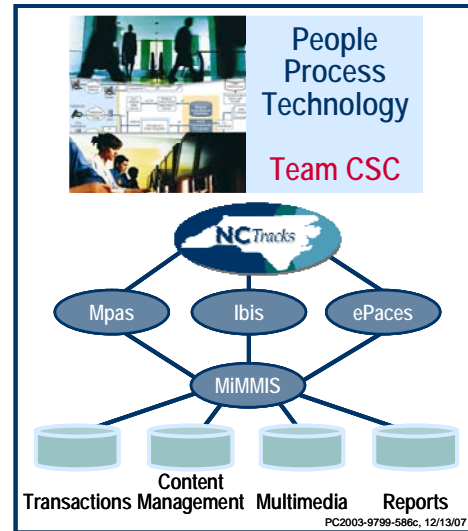 People
Process
Technology
Team CSC
NCTracks
Mpas
Ibis
ePaces
MiMMIS
Transactions
Content
Management
Multimedia
Reports
PC2003-9799-586c, 12/13/07